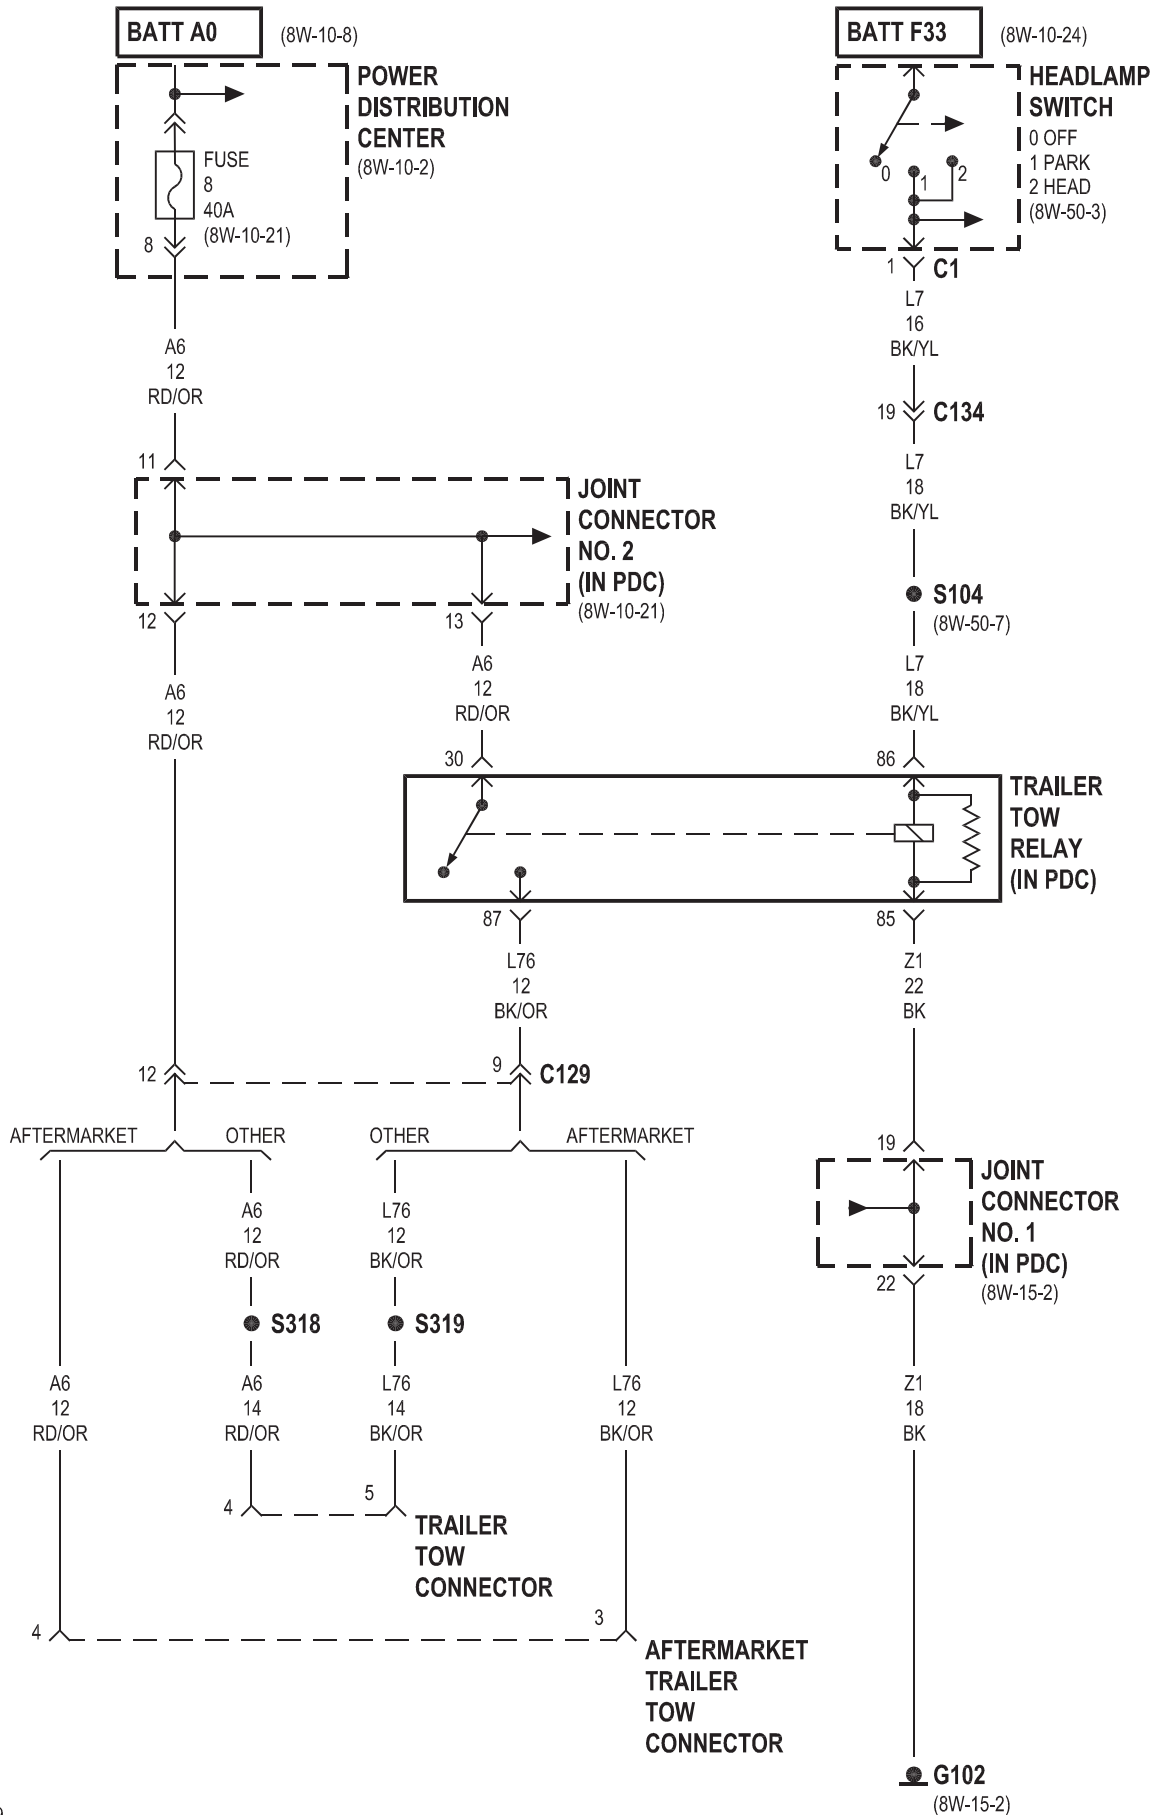 BATT A0 (8W-10-8)
POWER
DISTRIBUTION
CENTER
(8W-10-2)
FUSE
8
40A
(8W-10-21)
8
A6
12
RD/OR
11
JOINT
CONNECTOR
NO. 2
(IN PDC)
(8W-10-21)
12
13
A6
12
RD/OR
A6
12
RD/OR
BATT F33 (8W-10-24)
HEADLAMP
SWITCH
0 OFF
1 PARK
2 HEAD
(8W-50-3)
0
1
2
1 C1
L7
16
BK/YL
19 C134
L7
18
BK/YL
S104
(8W-50-7)
L7
18
BK/YL
30
86
TRAILER
TOW
RELAY
(IN PDC)
87
85
L76
12
BK/OR
Z1
22
BK
12
9 C129
AFTERMARKET
OTHER
OTHER
AFTERMARKET
A6
12
RD/OR
L76
12
BK/OR
S318
S319
A6
12
RD/OR
A6
14
RD/OR
L76
14
BK/OR
L76
12
BK/OR
4
5
TRAILER
TOW
CONNECTOR
4
3
AFTERMARKET
TRAILER
TOW
CONNECTOR
19
JOINT
CONNECTOR
NO. 1
(IN PDC)
(8W-15-2)
22
Z1
18
BK
G102
(8W-15-2)